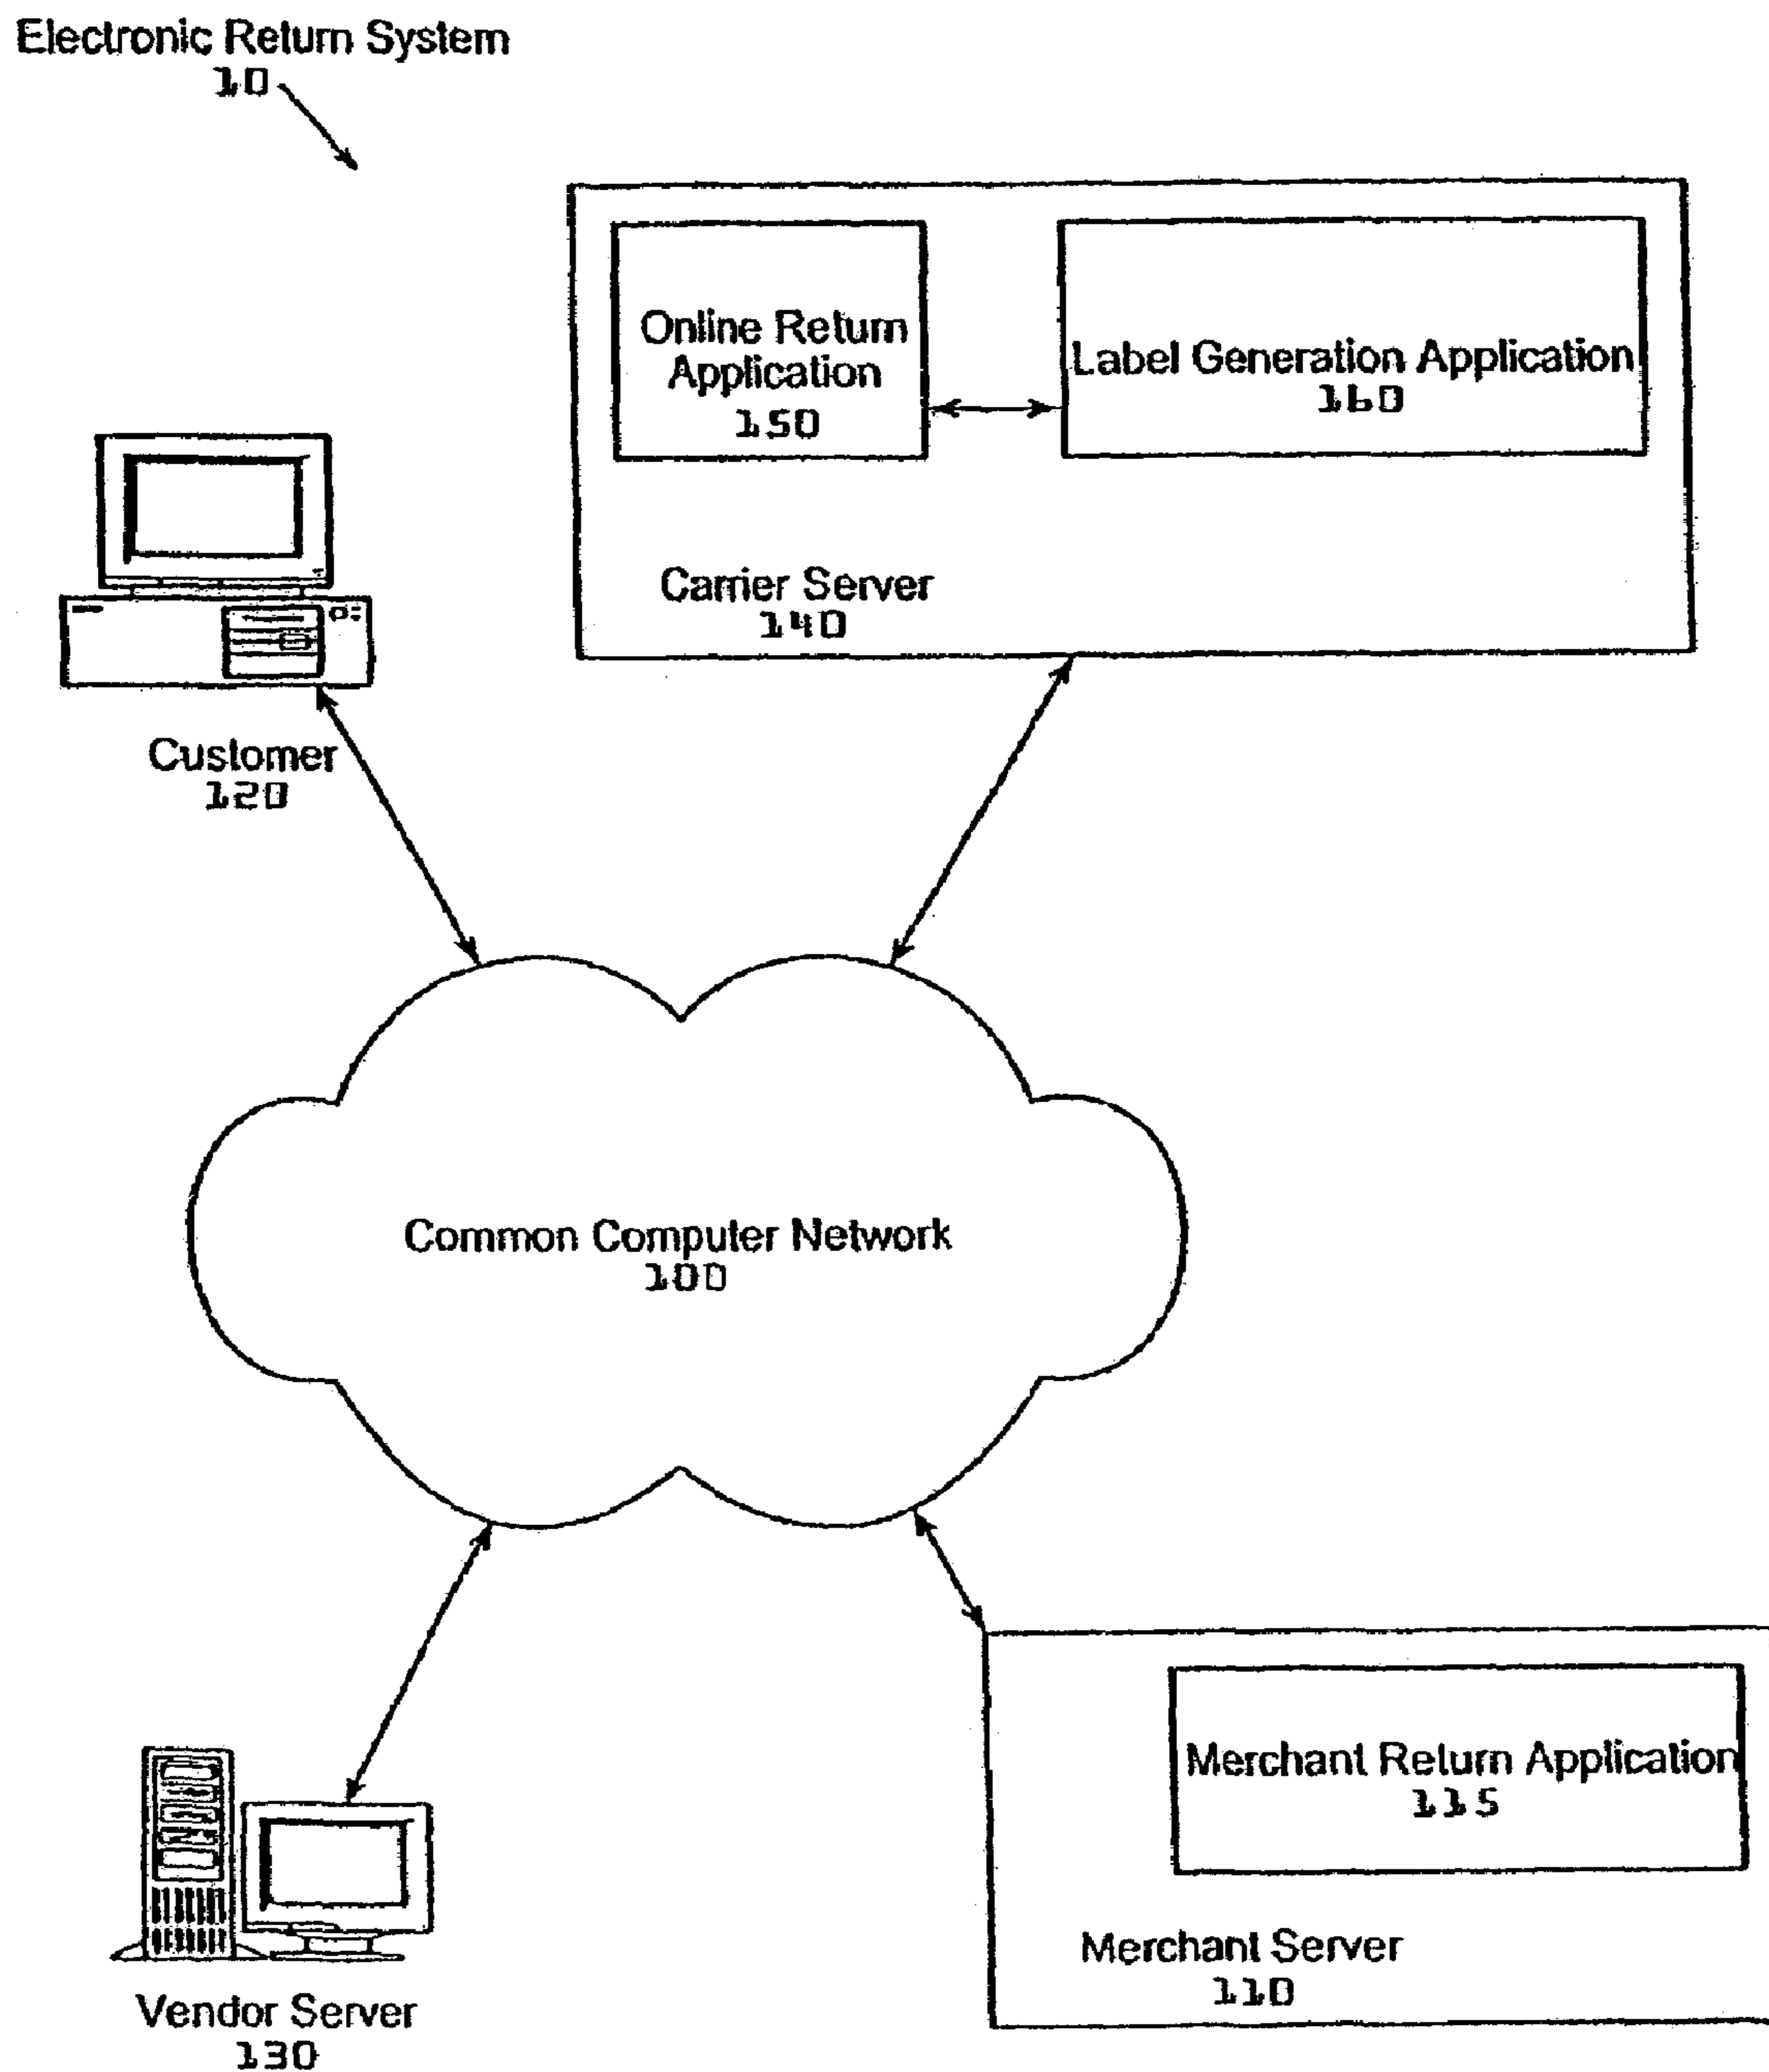 Electronic Return System
10
Online Return
Application
150
Label Generation Application
160
Carrier Server
140
Customer
120
Common Computer Network
100
Merchant Return Application
115
Merchant Server
110
Vendor Server
130